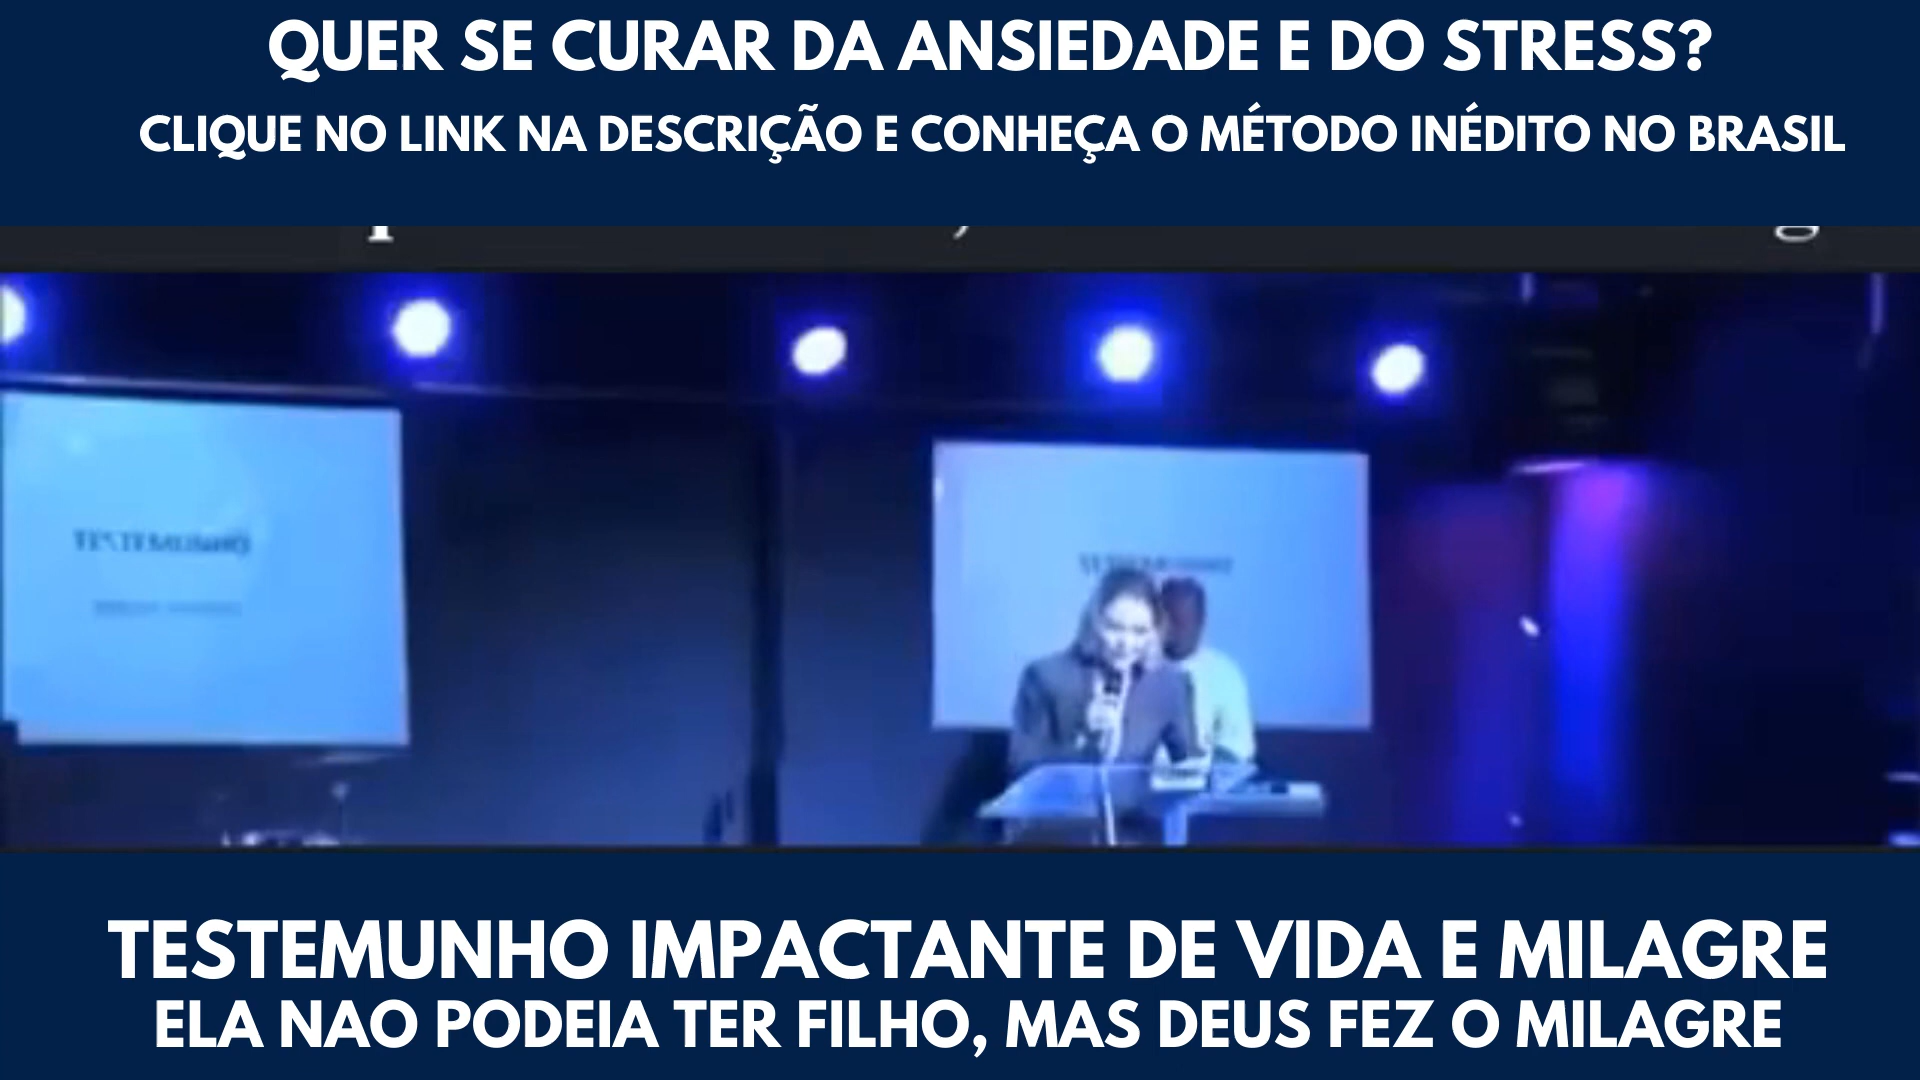 QUER SE CURAR DA ANSIEDADE E DO STRESS?
CLIQUE NO LINK NA DESCRIÇÃO E CONHEÇA O MÉTODO INÉDITO NO BRASIL
TESTEMUNHO
TESTEMUNHO IMPACTANTE DE VIDA E MILAGRE
ELA NAO PODEIA TER FILHO, MAS DEUS FEZ O MILAGRE